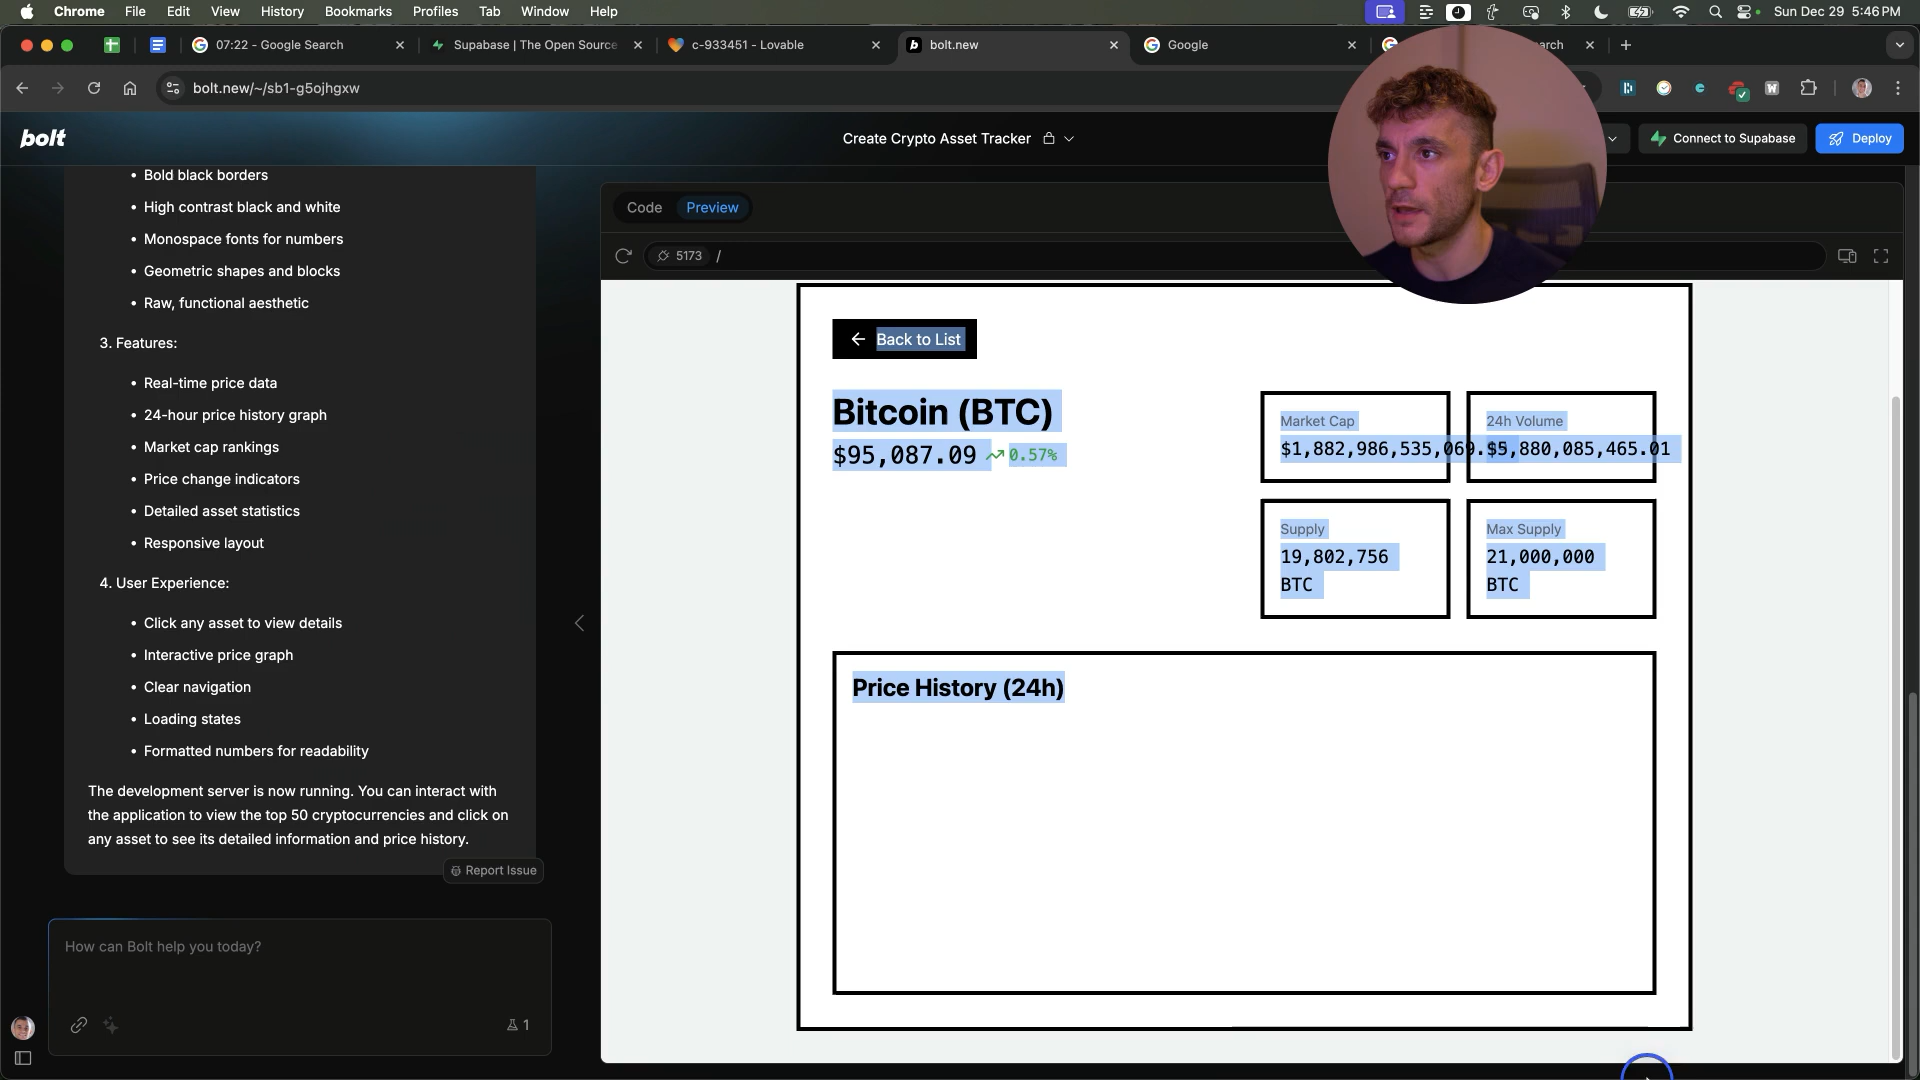 Chrome File Edit View History Bookmarks Profiles Tab Window Help
Sun Dec 29 5:46 PM
07:22 - Google Search
Supabase | The Open Source
c-933451 - Lovable
bolt.new
Google
bolt.new/~/sb1-g5ojhgxw
bolt
Create Crypto Asset Tracker
Connect to Supabase
Deploy
• Bold black borders
• High contrast black and white
• Monospace fonts for numbers
• Geometric shapes and blocks
• Raw, functional aesthetic
3. Features:
• Real-time price data
• 24-hour price history graph
• Market cap rankings
• Price change indicators
• Detailed asset statistics
• Responsive layout
4. User Experience:
• Click any asset to view details
• Interactive price graph
• Clear navigation
• Loading states
• Formatted numbers for readability
The development server is now running. You can interact with
the application to view the top 50 cryptocurrencies and click on
any asset to see its detailed information and price history.
Report Issue
How can Bolt help you today?
1
Code Preview
5173 /
Back to List
Bitcoin (BTC)
$95,087.09 0.57%
Market Cap
24h Volume
$5,880,085,465.01
Supply
19,802,756
BTC
Max Supply
21,000,000
BTC
Price History (24h)